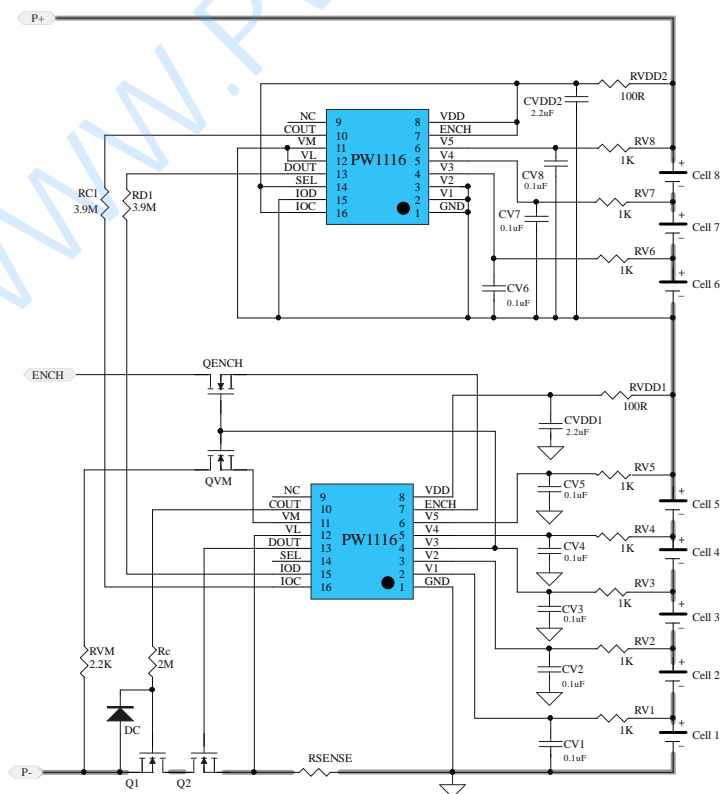 P+
RVDD2
100R
CVDD2
2.2uF
NC 9 8 VDD
COUT 10 7 ENCH
VM 11 6 V5
VL 12 5 V4
DOUT 13 4 V3
SEL 14 3 V2
IOD 15 2 V1
IOC 16 1 GND
PW1116
RV8
1K
CV8
0.1uF
Cell 8
RV7
1K
CV7
0.1uF
Cell 7
RC1
3.9M
RD1
3.9M
RV6
1K
CV6
0.1uF
Cell 6
QENCH
ENCH
RVDD1
100R
CVDD1
2.2uF
QVM
NC 9 8 VDD
COUT 10 7 ENCH
VM 11 6 V5
VL 12 5 V4
DOUT 13 4 V3
SEL 14 3 V2
IOD 15 2 V1
IOC 16 1 GND
PW1116
RV5
1K
CV5
0.1uF
Cell 5
RV4
1K
CV4
0.1uF
Cell 4
RV3
1K
CV3
0.1uF
Cell 3
RV2
1K
CV2
0.1uF
Cell 2
RVM
2.2K
Rc
2M
DC
RV1
1K
CV1
0.1uF
Cell 1
RSENSE
P-
Q1
Q2